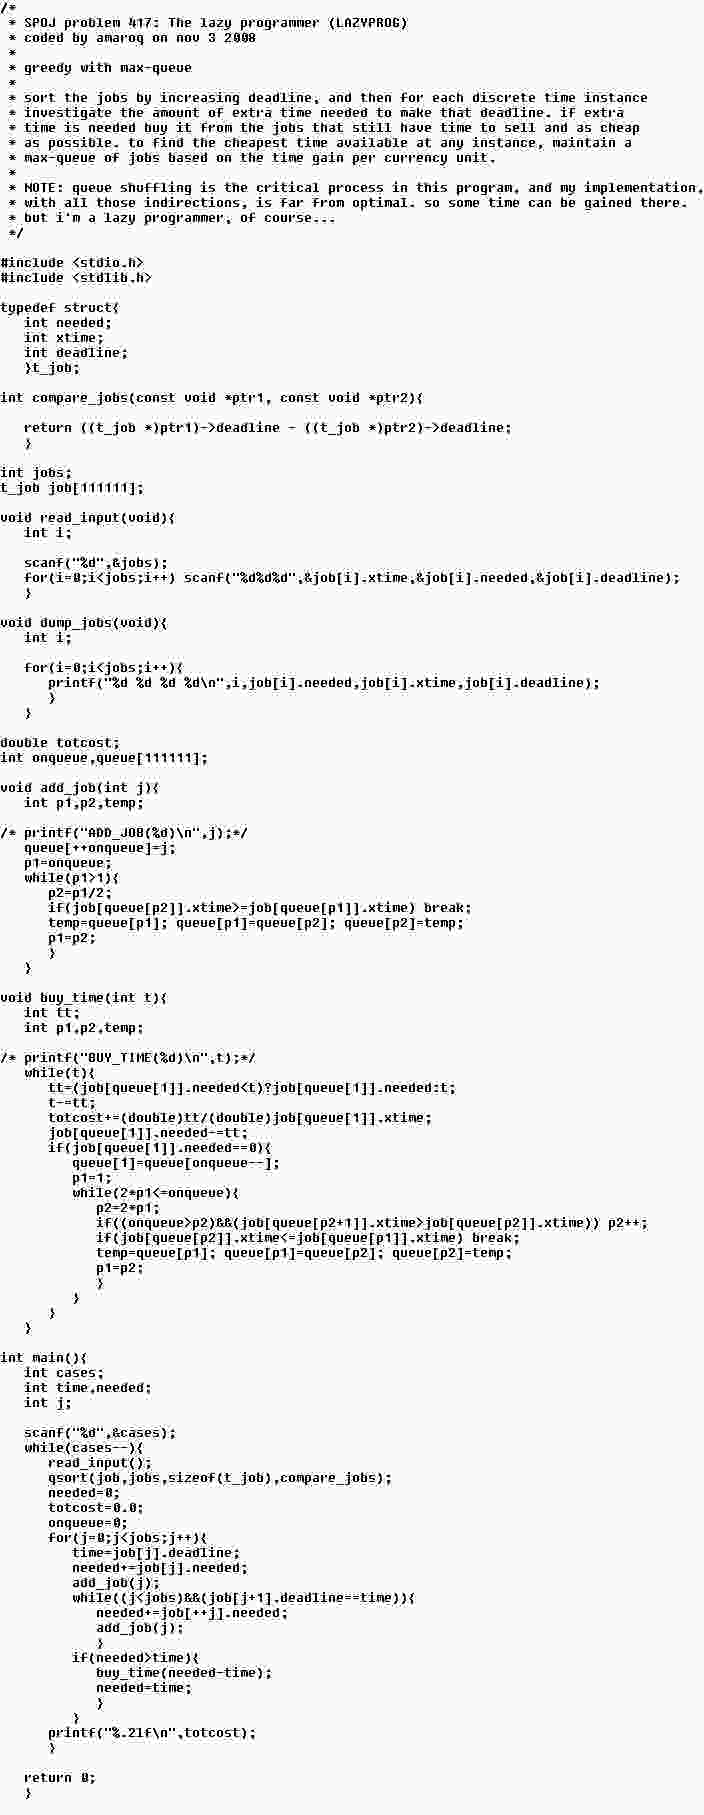 /*
 * SPOJ problem 417: The lazy programmer (LAZYPROG)
 * coded by amaroq on nov 3 2008
 *
 * greedy with max-queue
 *
 * sort the jobs by increasing deadline, and then for each discrete time instance
 * investigate the amount of extra time needed to make that deadline. if extra
 * time is needed buy it from the jobs that still have time to sell and as cheap
 * as possible. to find the cheapest time available at any instance, maintain a
 * max-queue of jobs based on the time gain per currency unit.
 *
 * NOTE: queue shuffling is the critical process in this program, and my implementation,
 * with all those indirections, is far from optimal. so some time can be gained there.
 * but i'm a lazy programmer, of course...
 */

#include <stdio.h>
#include <stdlib.h>

typedef struct{
   int needed;
   int xtime;
   int deadline;
   }t_job;

int compare_jobs(const void *ptr1, const void *ptr2){

   return ((t_job *)ptr1)->deadline - ((t_job *)ptr2)->deadline;
   }

int jobs;
t_job job[111111];

void read_input(void){
   int i;

   scanf("%d",&jobs);
   for(i=0;i<jobs;i++) scanf("%d%d%d",&job[i].xtime,&job[i].needed,&job[i].deadline);
   }

void dump_jobs(void){
   int i;

   for(i=0;i<jobs;i++){
      printf("%d %d %d %d\n",i,job[i].needed,job[i].xtime,job[i].deadline);
      }
   }

double totcost;
int onqueue,queue[111111];

void add_job(int j){
   int p1,p2,temp;

/* printf("ADD_JOB(%d)\n",j);*/
   queue[++onqueue]=j;
   p1=onqueue;
   while(p1>1){
      p2=p1/2;
      if(job[queue[p2]].xtime>=job[queue[p1]].xtime) break;
      temp=queue[p1]; queue[p1]=queue[p2]; queue[p2]=temp;
      p1=p2;
      }
   }

void buy_time(int t){
   int tt;
   int p1,p2,temp;

/* printf("BUY_TIME(%d)\n",t);*/
   while(t){
      tt=(job[queue[1]].needed<t)?job[queue[1]].needed:t;
      t-=tt;
      totcost+=(double)tt/(double)job[queue[1]].xtime;
      job[queue[1]].needed-=tt;
      if(job[queue[1]].needed==0){
         queue[1]=queue[onqueue--];
         p1=1;
         while(2*p1<=onqueue){
            p2=2*p1;
            if((onqueue>p2)&&(job[queue[p2+1]].xtime>job[queue[p2]].xtime)) p2++;
            if(job[queue[p2]].xtime<=job[queue[p1]].xtime) break;
            temp=queue[p1]; queue[p1]=queue[p2]; queue[p2]=temp;
            p1=p2;
            }
         }
      }
   }

int main(){
   int cases;
   int time,needed;
   int j;

   scanf("%d",&cases);
   while(cases--){
      read_input();
      qsort(job,jobs,sizeof(t_job),compare_jobs);
      needed=0;
      totcost=0.0;
      onqueue=0;
      for(j=0;j<jobs;j++){
         time=job[j].deadline;
         needed+=job[j].needed;
         add_job(j);
         while((j<jobs)&&(job[j+1].deadline==time)){
            needed+=job[++j].needed;
            add_job(j);
            }
         if(needed>time){
            buy_time(needed-time);
            needed=time;
            }
         }
      printf("%.2lf\n",totcost);
      }

   return 0;
   }